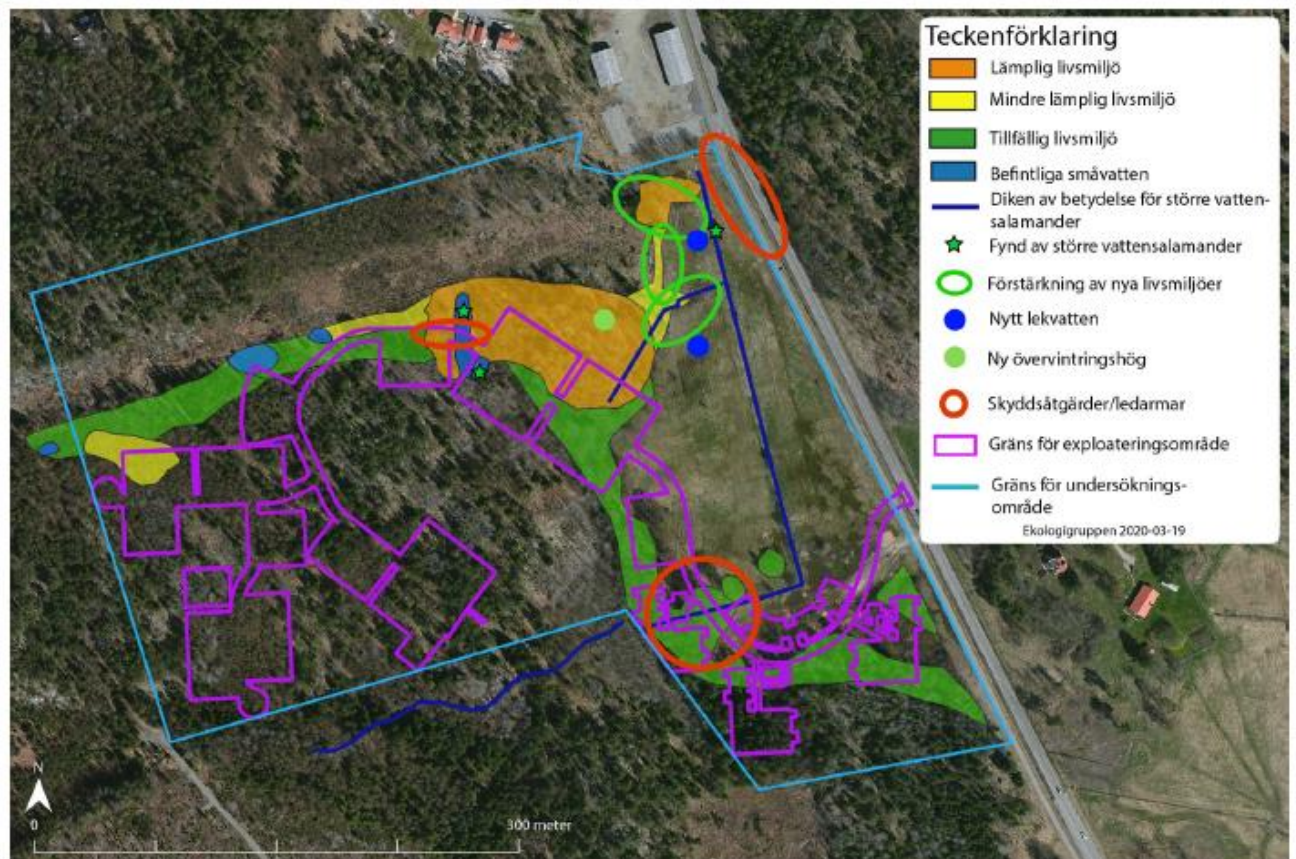 Teckenförklaring
Lämplig livsmiljö
Mindre lämplig livsmiljö
Tillfällig livsmiljö
Befintliga småvatten
Diken av betydelse för större vatten-
salamander
Fynd av större vattensalamander
Förstärkning av nya livsmiljöer
Nytt lekvatten
Ny övervintringshög
Skyddsåtgärder/ledarmar
Gräns för exploateringsområde
Gräns för undersöknings-
område
Ekologigruppen 2020-03-19
N
0 300 meter